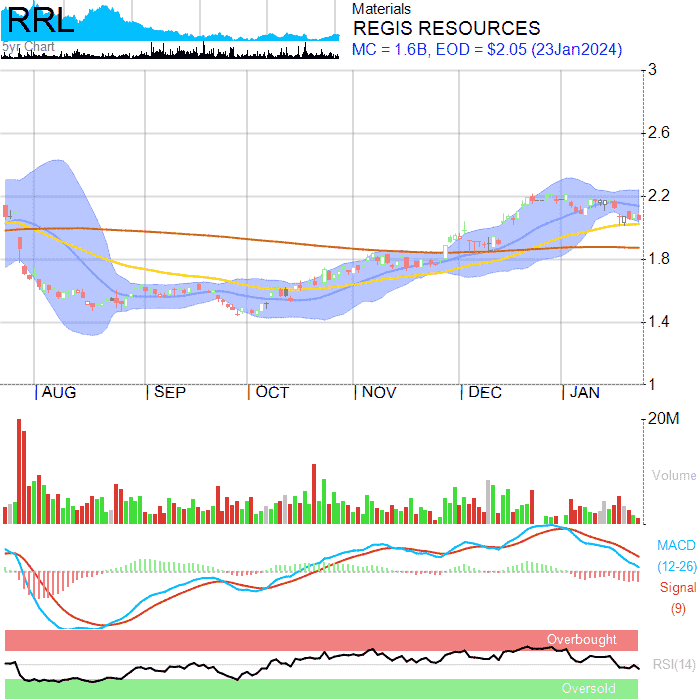 RRL
5yr Chart
Materials
REGIS RESOURCES
MC = 1.6B, EOD = $2.05 (23Jan2024)
3
2.6
2.2
1.8
1.4
1
AUG SEP OCT NOV DEC JAN
20M
Volume
MACD
(12-26)
Signal
(9)
Overbought
RSI(14)
Oversold